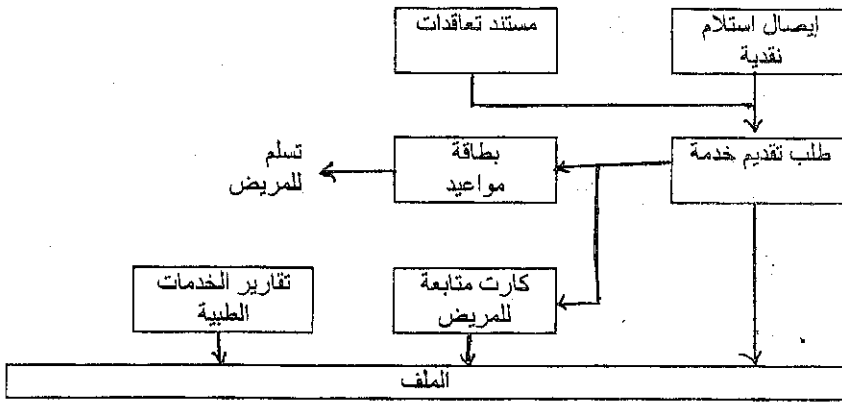 إيصال استلام
نقدية
مستند تعاقدات
طلب تقديم خدمة
بطاقة
مواعيد
تسلم
للمريض
كارت متابعة
للمريض
تقارير الخدمات
الطبية
الملف